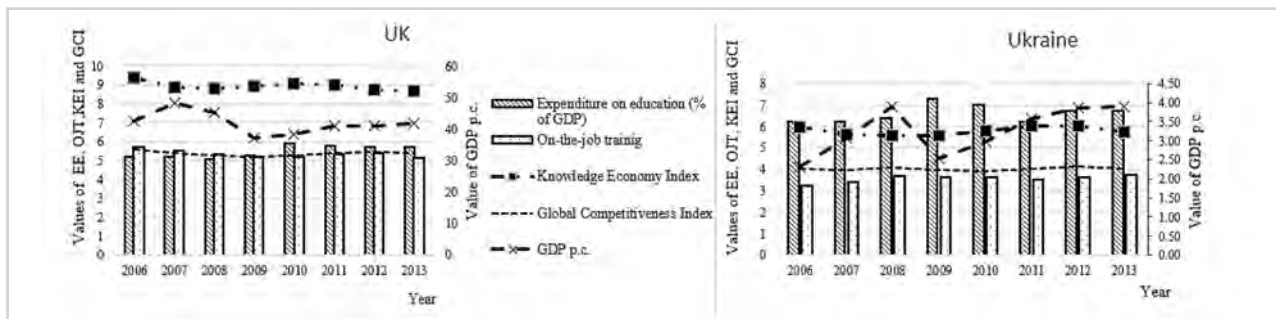 UK
Values of EE, OJT,KEI and GCI
10
9
8
7
6
5
4
3
2
1
0
60
50
40
30
20
10
0
Value of GDP p.c.
2006 2007 2008 2009 2010 2011 2012 2013
Year
Expenditure on education (%
of GDP)
On-the-job trainig
Knowledge Economy Index
Global Competitiveness Index
GDP p.c.
Ukraine
Values of EE, OJT, KEI and GCI
8
7
6
5
4
3
2
1
0
4.50
4.00
3.50
3.00
2.50
2.00
1.50
1.00
0.50
0.00
Value of GDP p.c.
2006 2007 2008 2009 2010 2011 2012 2013
Year